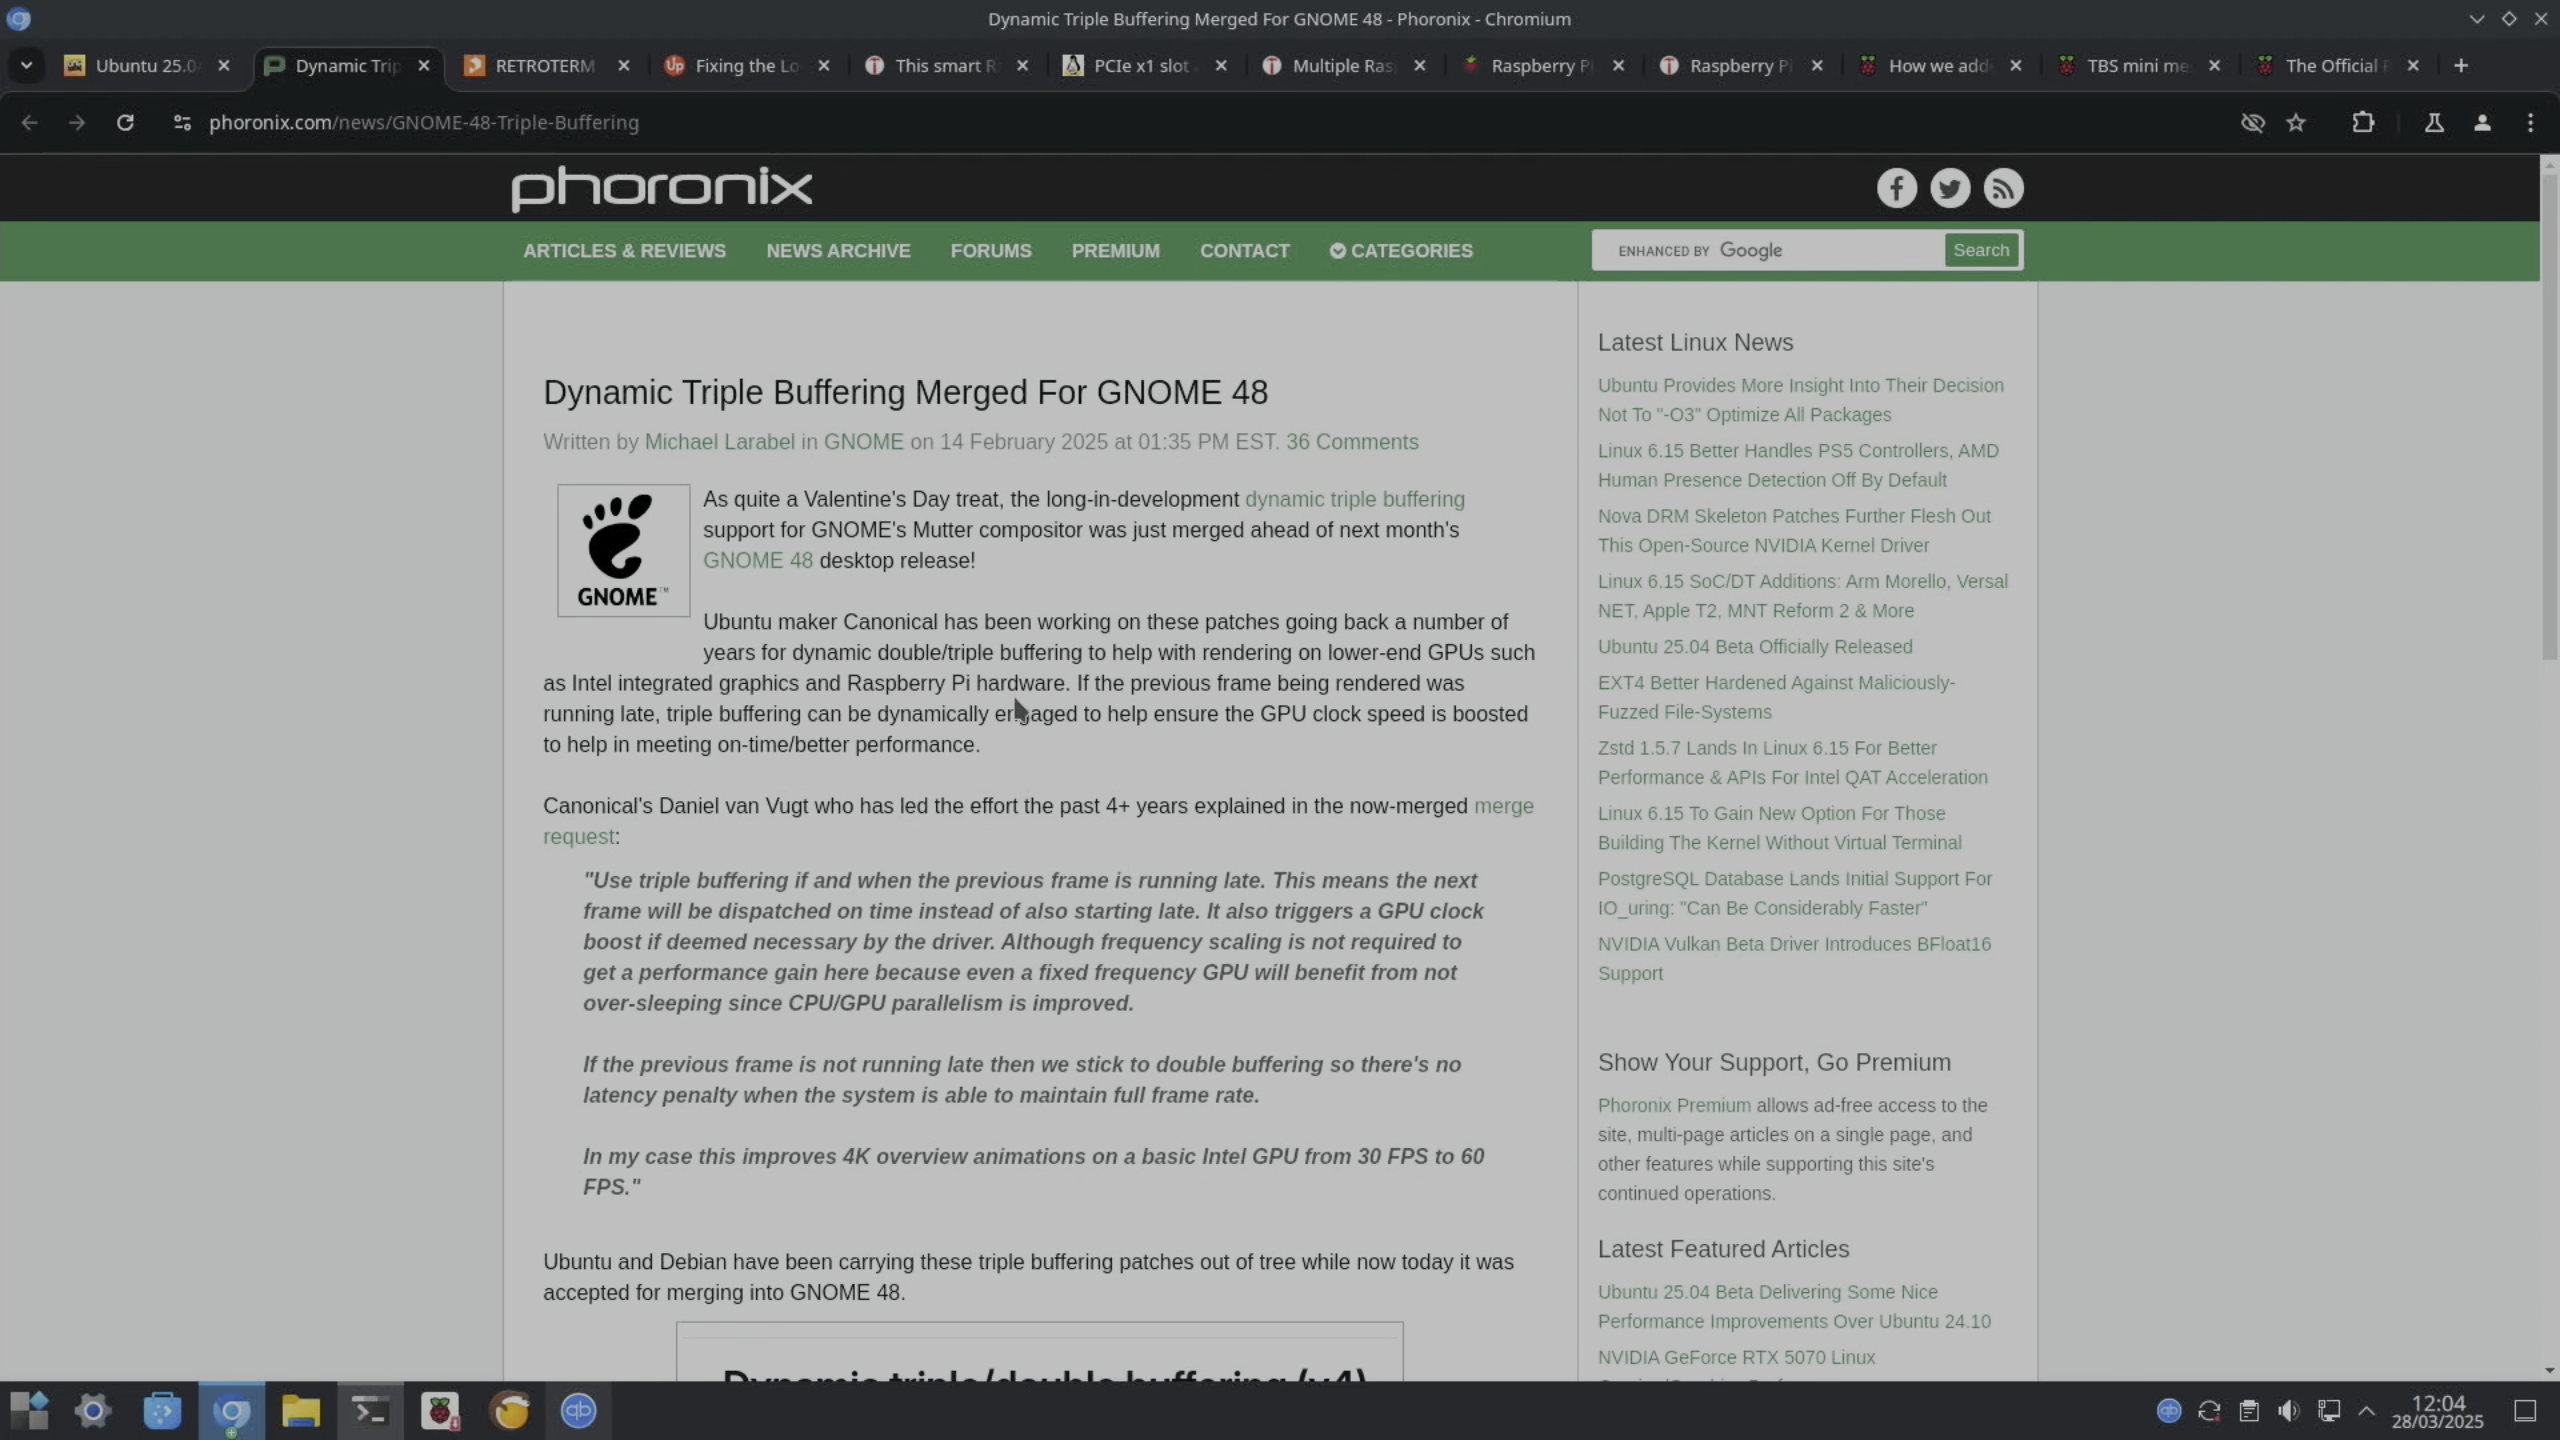 Dynamic Triple Buffering Merged For GNOME 48 - Phoronix - Chromium
Ubuntu 25.04
Dynamic Trip
RETROTERM
Fixing the Lo
This smart R
PCIe x1 slot
Multiple Ras
Raspberry Pi
Raspberry Pi
How we add
TBS mini me
The Official
phoronix.com/news/GNOME-48-Triple-Buffering
phoronix
ARTICLES & REVIEWS
NEWS ARCHIVE
FORUMS
PREMIUM
CONTACT
CATEGORIES
ENHANCED BY Google
Search
Dynamic Triple Buffering Merged For GNOME 48
Written by Michael Larabel in GNOME on 14 February 2025 at 01:35 PM EST. 36 Comments
GNOME™
As quite a Valentine's Day treat, the long-in-development dynamic triple buffering
support for GNOME's Mutter compositor was just merged ahead of next month's
GNOME 48 desktop release!
Ubuntu maker Canonical has been working on these patches going back a number of
years for dynamic double/triple buffering to help with rendering on lower-end GPUs such
as Intel integrated graphics and Raspberry Pi hardware. If the previous frame being rendered was
running late, triple buffering can be dynamically engaged to help ensure the GPU clock speed is boosted
to help in meeting on-time/better performance.
Canonical's Daniel van Vugt who has led the effort the past 4+ years explained in the now-merged merge
request:
"Use triple buffering if and when the previous frame is running late. This means the next
frame will be dispatched on time instead of also starting late. It also triggers a GPU clock
boost if deemed necessary by the driver. Although frequency scaling is not required to
get a performance gain here because even a fixed frequency GPU will benefit from not
over-sleeping since CPU/GPU parallelism is improved.
If the previous frame is not running late then we stick to double buffering so there's no
latency penalty when the system is able to maintain full frame rate.
In my case this improves 4K overview animations on a basic Intel GPU from 30 FPS to 60
FPS."
Ubuntu and Debian have been carrying these triple buffering patches out of tree while now today it was
accepted for merging into GNOME 48.
Dynamic triple/double buffering (v4)
Latest Linux News
Ubuntu Provides More Insight Into Their Decision
Not To "-O3" Optimize All Packages
Linux 6.15 Better Handles PS5 Controllers, AMD
Human Presence Detection Off By Default
Nova DRM Skeleton Patches Further Flesh Out
This Open-Source NVIDIA Kernel Driver
Linux 6.15 SoC/DT Additions: Arm Morello, Versal
NET, Apple T2, MNT Reform 2 & More
Ubuntu 25.04 Beta Officially Released
EXT4 Better Hardened Against Maliciously-
Fuzzed File-Systems
Zstd 1.5.7 Lands In Linux 6.15 For Better
Performance & APIs For Intel QAT Acceleration
Linux 6.15 To Gain New Option For Those
Building The Kernel Without Virtual Terminal
PostgreSQL Database Lands Initial Support For
IO_uring: "Can Be Considerably Faster"
NVIDIA Vulkan Beta Driver Introduces BFloat16
Support
Show Your Support, Go Premium
Phoronix Premium allows ad-free access to the
site, multi-page articles on a single page, and
other features while supporting this site's
continued operations.
Latest Featured Articles
Ubuntu 25.04 Beta Delivering Some Nice
Performance Improvements Over Ubuntu 24.10
NVIDIA GeForce RTX 5070 Linux
12:04
28/03/2025